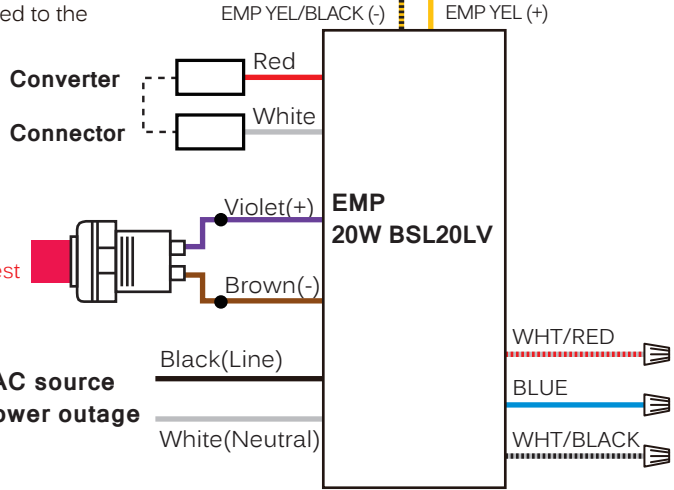 ed to the
EMP YEL/BLACK (-)
EMP YEL (+)
Red
Converter
White
Connector
Violet(+)
EMP
20W BSL20LV
est
Brown(-)
WHT/RED
Black(Line)
AC source
BLUE
ower outage
White(Neutral)
WHT/BLACK